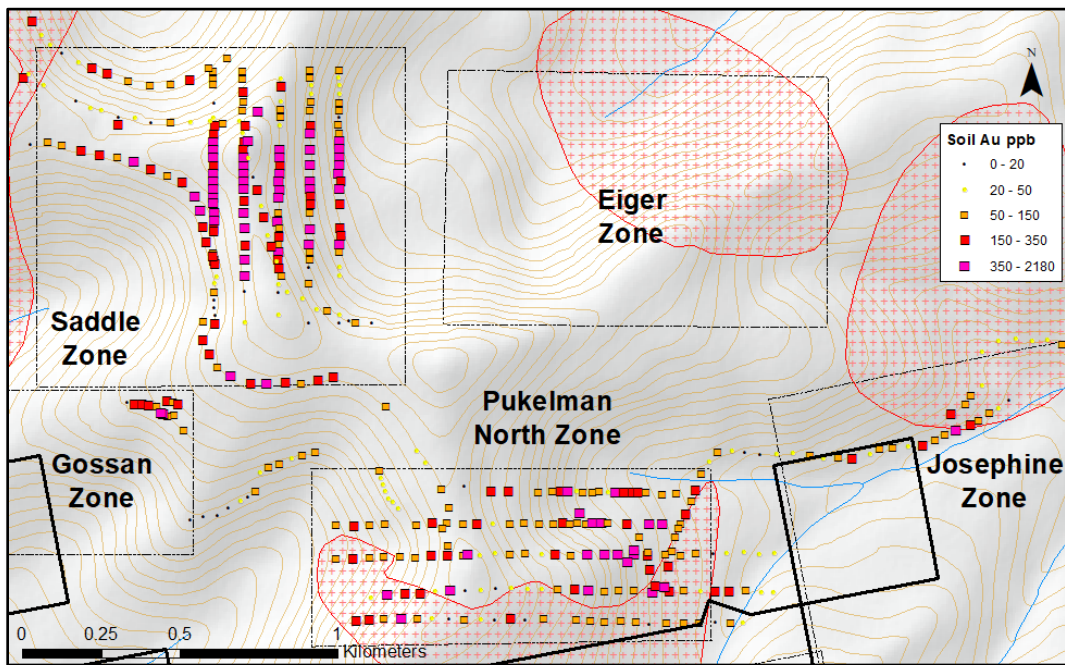 N
Soil Au ppb
0 - 20
20 - 50
50 - 150
150 - 350
350 - 2180
Eiger
Zone
Saddle
Zone
Pukelman
North Zone
Gossan
Zone
Josephine
Zone
0 0.25 0.5 1
Kilometers